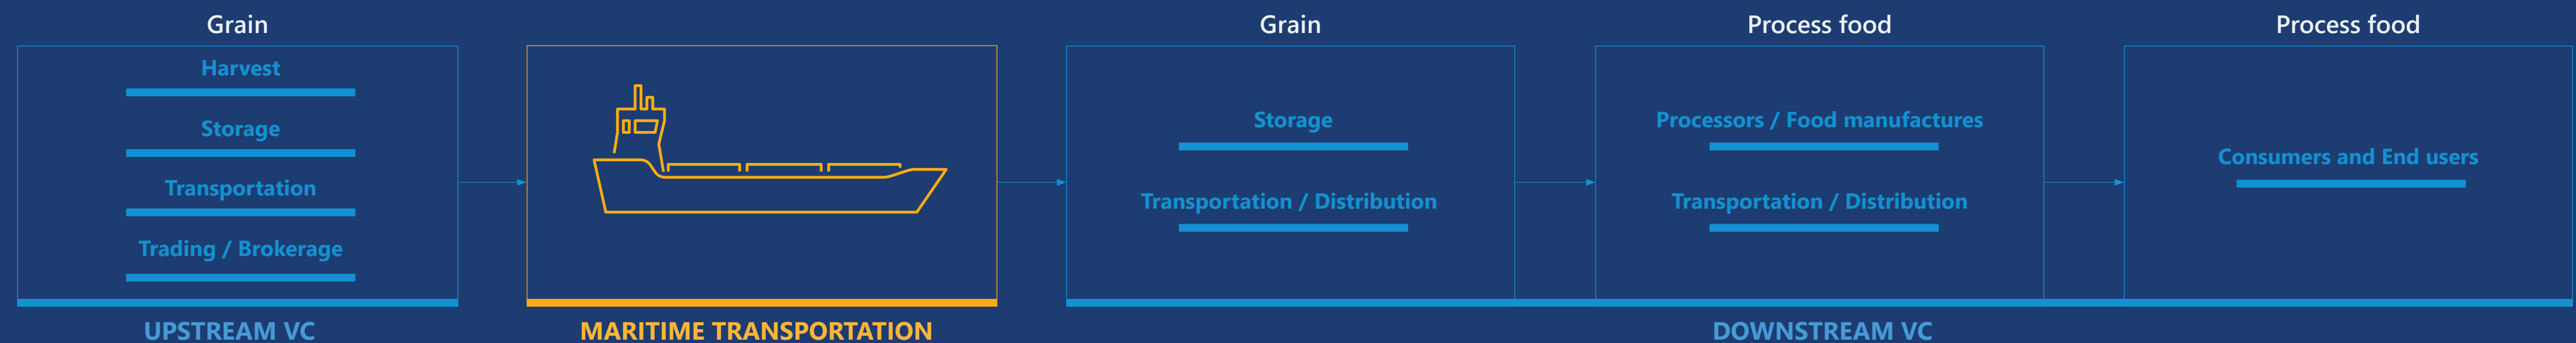 Grain
Harvest
Storage
Transportation
Trading / Brokerage
UPSTREAM VC
MARITIME TRANSPORTATION
Grain
Storage
Transportation / Distribution
Process food
Processors / Food manufactures
Transportation / Distribution
Process food
Consumers and End users
DOWNSTREAM VC